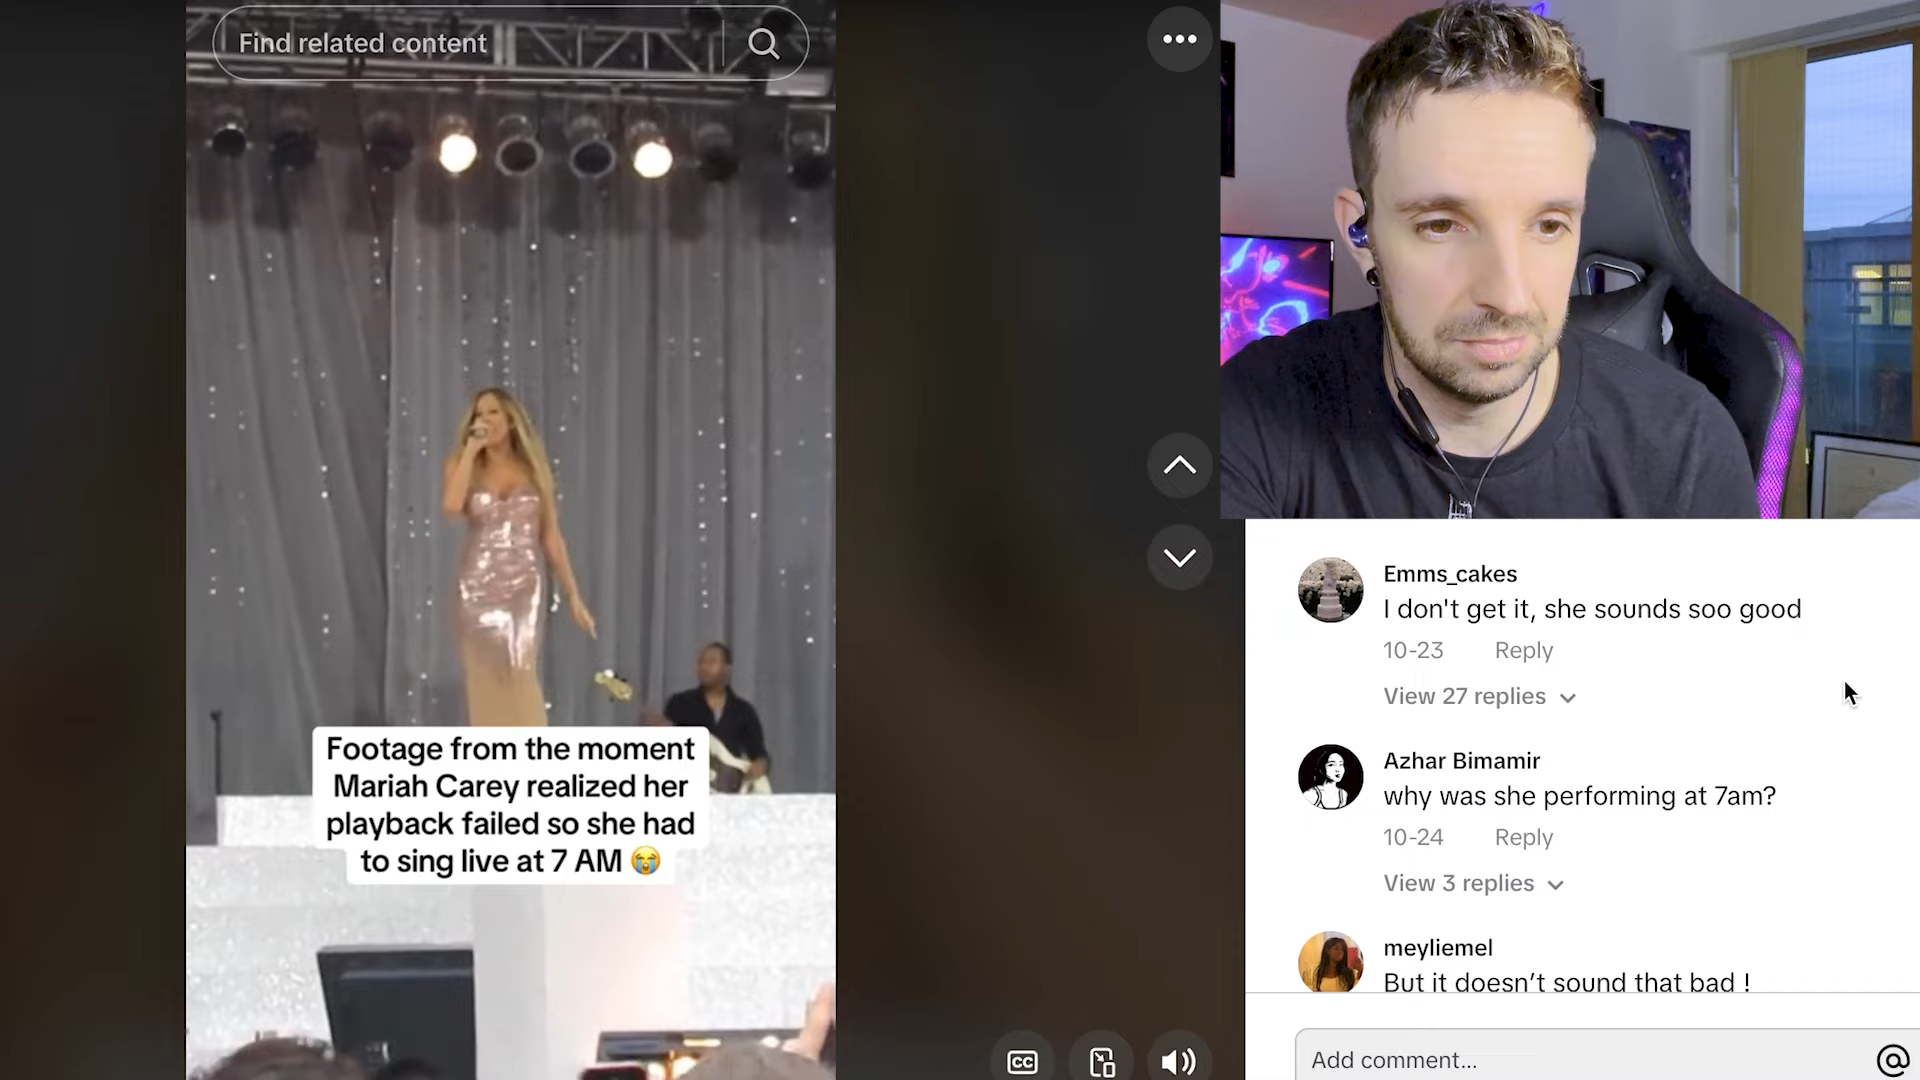 Find related content
Footage from the moment
Mariah Carey realized her
playback failed so she had
to sing live at 7 AM 😭
Emms_cakes
I don't get it, she sounds soo good
10-23 Reply
View 27 replies
Azhar Bimamir
why was she performing at 7am?
10-24 Reply
View 3 replies
meyliemel
But it doesn’t sound that bad !
Add comment...
@
CC